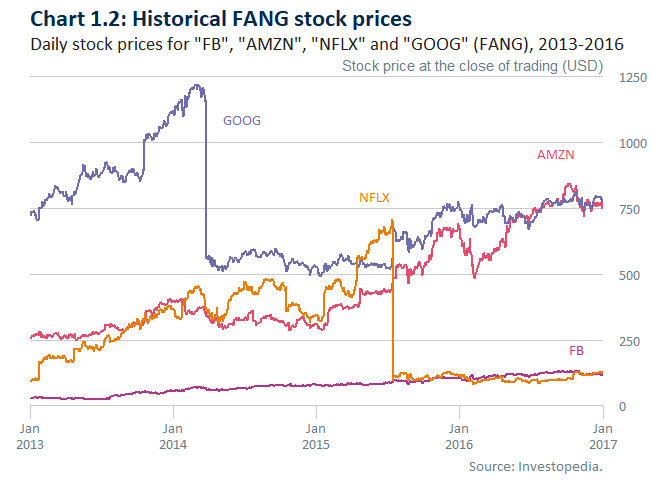 Chart 1.2: Historical FANG stock prices
Daily stock prices for "FB", "AMZN", "NFLX" and "GOOG" (FANG), 2013-2016
Stock price at the close of trading (USD)
1250
GOOG
1000
AMZN
NFLX
750
500
250
FB
0
Jan Jan Jan Jan Jan
2013 2014 2015 2016 2017
Source: Investopedia.